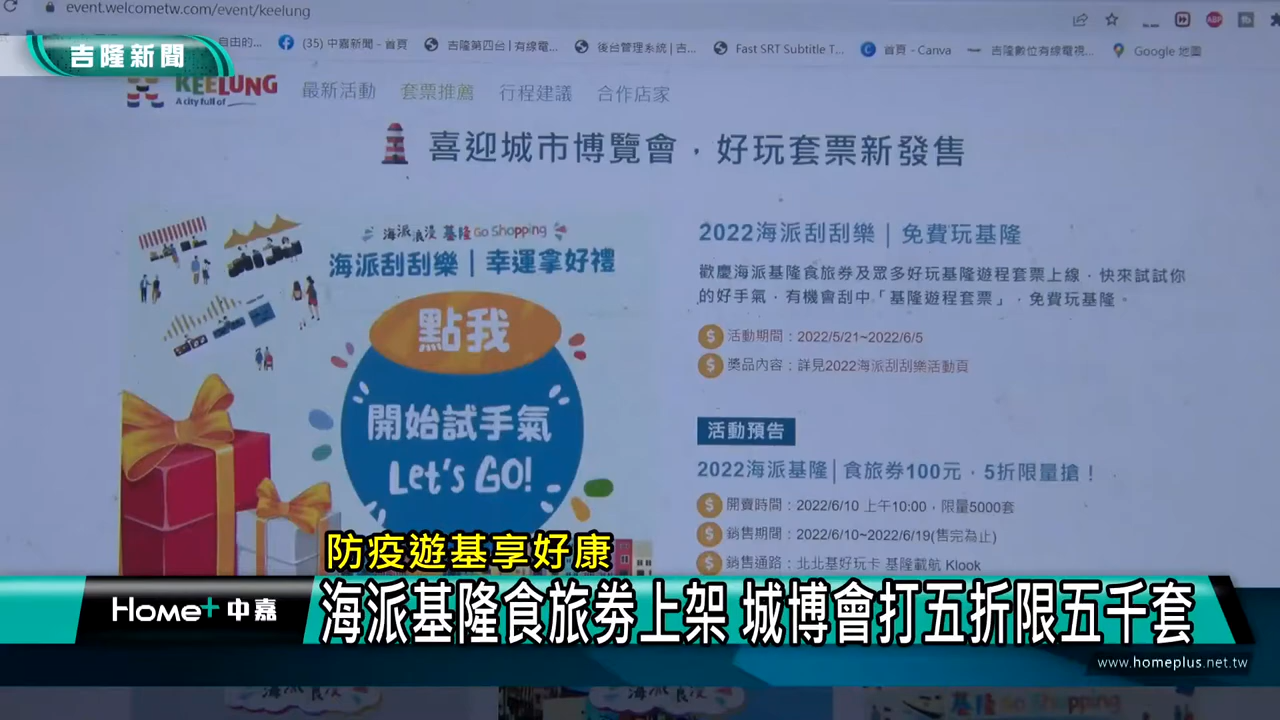 event.welcometw.com/event/keelung
自由的...
(35) 中嘉新聞 - 首頁
吉隆第四台 | 有線電...
後台管理系統 | 吉...
Fast SRT Subtitle T...
首頁 - Canva
吉隆數位有線電視...
Google 地圖
吉隆新聞
KEELUNG
A city full of
最新活動
套票推薦
行程建議
合作店家
喜迎城市博覽會，好玩套票新發售
海派浪漫 基隆 Go Shopping
海派刮刮樂｜幸運拿好禮
點我
開始試手氣
Let's GO!
2022海派刮刮樂｜免費玩基隆
歡慶海派基隆食旅券及眾多好玩基隆遊程套票上線，快來試試你
的好手氣，有機會刮中「基隆遊程套票」，免費玩基隆。
活動期間：2022/5/21~2022/6/5
獎品內容：詳見2022海派刮刮樂活動頁
活動預告
2022海派基隆│食旅券100元，5折限量搶！
開賣時間：2022/6/10 上午10:00，限量5000套
銷售期間：2022/6/10~2022/6/19(售完為止)
銷售通路：北北基好玩卡 基隆載航 Klook
防疫遊基享好康
Home+ 中嘉
海派基隆食旅券上架 城博會打五折限五千套
www.homeplus.net.tw
基隆 Go Shopping